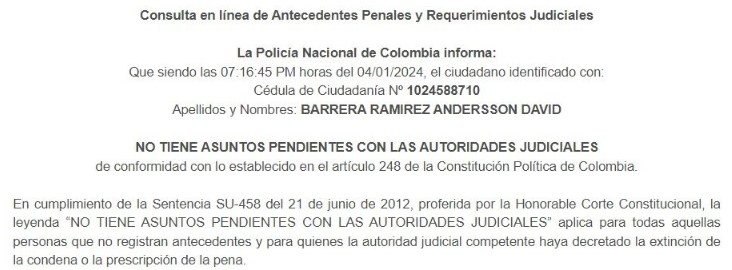 Consulta en línea de Antecedentes Penales y Requerimientos Judiciales
La Policía Nacional de Colombia informa:
Que siendo las 07:16:45 PM horas del 04/01/2024, el ciudadano identificado con:
Cédula de Ciudadanía Nº 1024588710
Apellidos y Nombres: BARRERA RAMIREZ ANDERSSON DAVID
NO TIENE ASUNTOS PENDIENTES CON LAS AUTORIDADES JUDICIALES
de conformidad con lo establecido en el artículo 248 de la Constitución Política de Colombia.
En cumplimiento de la Sentencia SU-458 del 21 de junio de 2012, proferida por la Honorable Corte Constitucional, la
leyenda “NO TIENE ASUNTOS PENDIENTES CON LAS AUTORIDADES JUDICIALES” aplica para todas aquellas
personas que no registran antecedentes y para quienes la autoridad judicial competente haya decretado la extinción de
la condena o la prescripción de la pena.